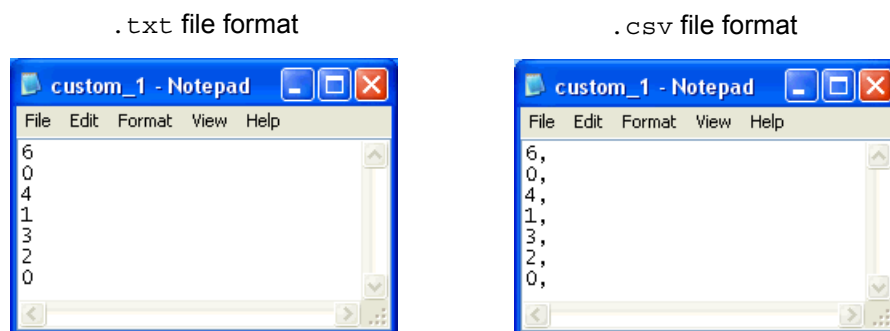 .txt file format
custom_1 - Notepad
File Edit Format View Help
6
0
4
1
3
2
0
.csv file format
custom_1 - Notepad
File Edit Format View Help
6,
0,
4,
1,
3,
2,
0,